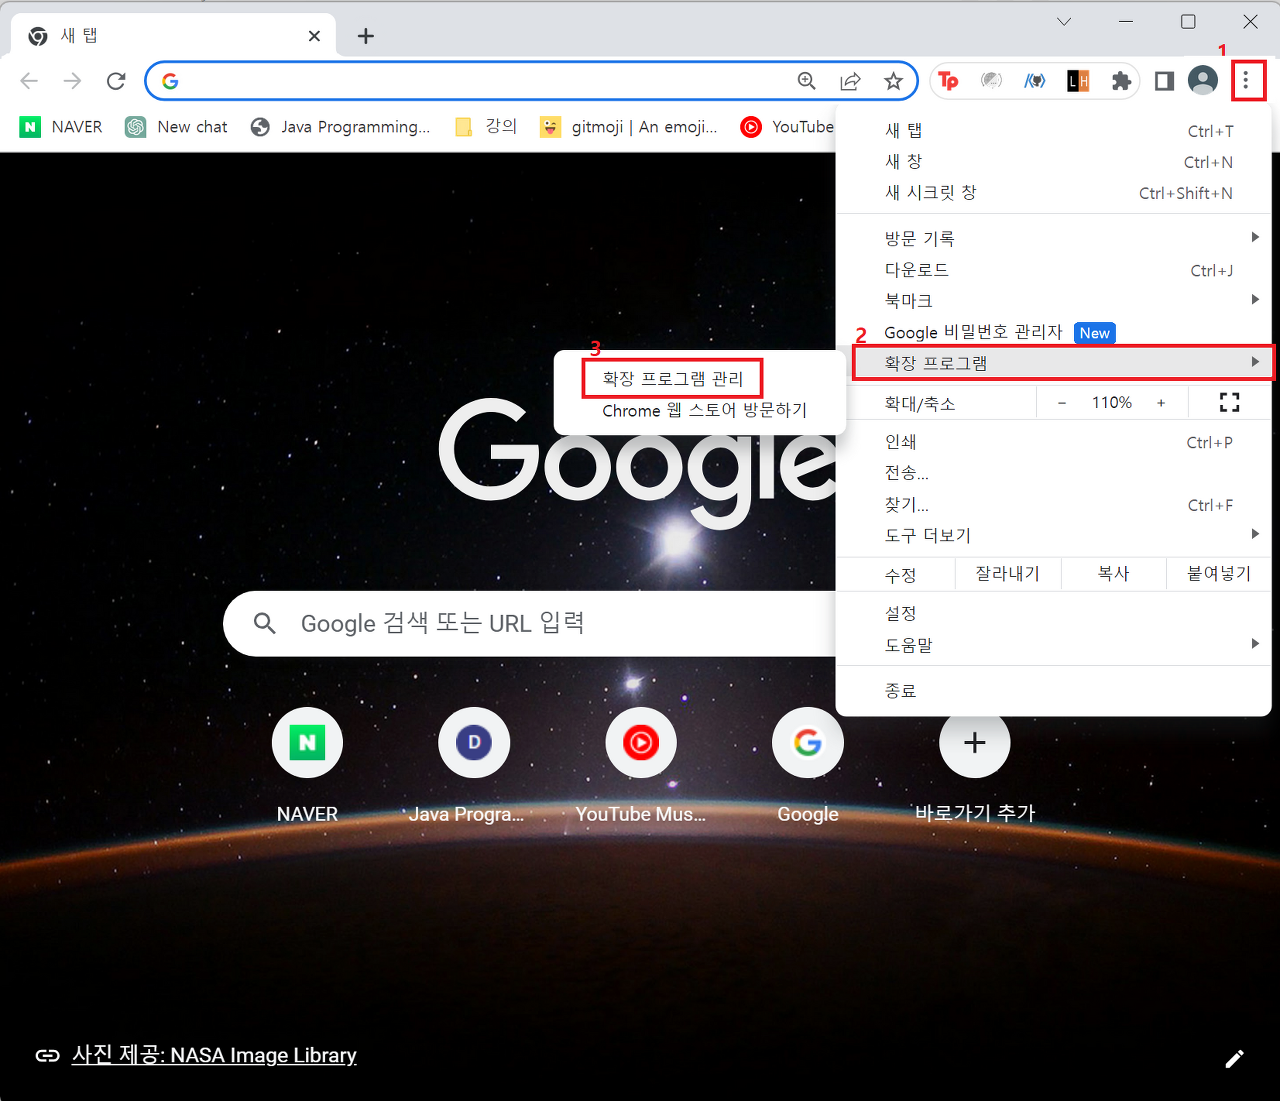 새 탭
1
Tp
L H
NAVER
New chat
Java Programming...
강의
gitmoji | An emoji...
YouTube
새 탭 Ctrl+T
새 창 Ctrl+N
새 시크릿 창 Ctrl+Shift+N
방문 기록
다운로드 Ctrl+J
북마크
Google 비밀번호 관리자 New
2
확장 프로그램
3
확장 프로그램 관리
Chrome 웹 스토어 방문하기
확대/축소 − 110% +
인쇄 Ctrl+P
전송...
찾기... Ctrl+F
도구 더보기
수정 잘라내기 복사 붙여넣기
설정
도움말
종료
Google
Google 검색 또는 URL 입력
N
NAVER
D
Java Progra...
YouTube Mus...
Google
바로가기 추가
사진 제공: NASA Image Library